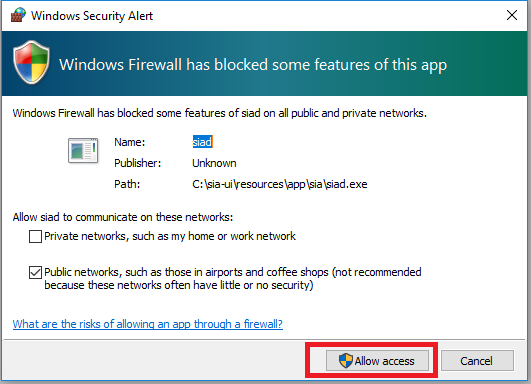 Windows Security Alert
Windows Firewall has blocked some features of this app
Windows Firewall has blocked some features of siad on all public and private networks.
Name: siad
Publisher: Unknown
Path: C:\sia-ui\resources\app\sia\siad.exe
Allow siad to communicate on these networks:
Private networks, such as my home or work network
Public networks, such as those in airports and coffee shops (not recommended
because these networks often have little or no security)
What are the risks of allowing an app through a firewall?
Allow access Cancel